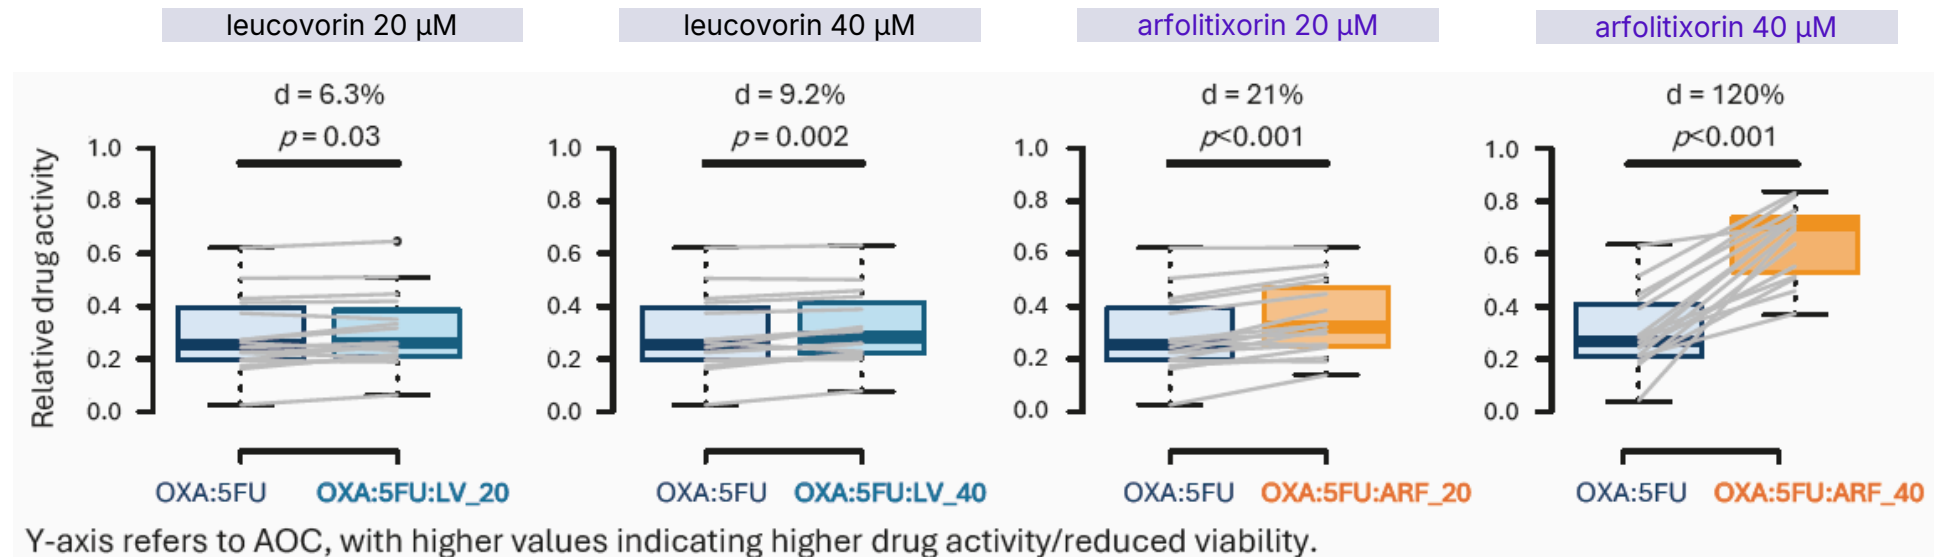 leucovorin 20 µM
leucovorin 40 µM
arfolitixorin 20 µM
arfolitixorin 40 µM
d = 6.3%
p = 0.03
d = 9.2%
p = 0.002
d = 21%
p<0.001
d = 120%
p<0.001
Relative drug activity
1.0
0.8
0.6
0.4
0.2
0.0
1.0
0.8
0.6
0.4
0.2
0.0
1.0
0.8
0.6
0.4
0.2
0.0
1.0
0.8
0.6
0.4
0.2
0.0
OXA:5FU
OXA:5FU:LV_20
OXA:5FU
OXA:5FU:LV_40
OXA:5FU
OXA:5FU:ARF_20
OXA:5FU
OXA:5FU:ARF_40
Y-axis refers to AOC, with higher values indicating higher drug activity/reduced viability.